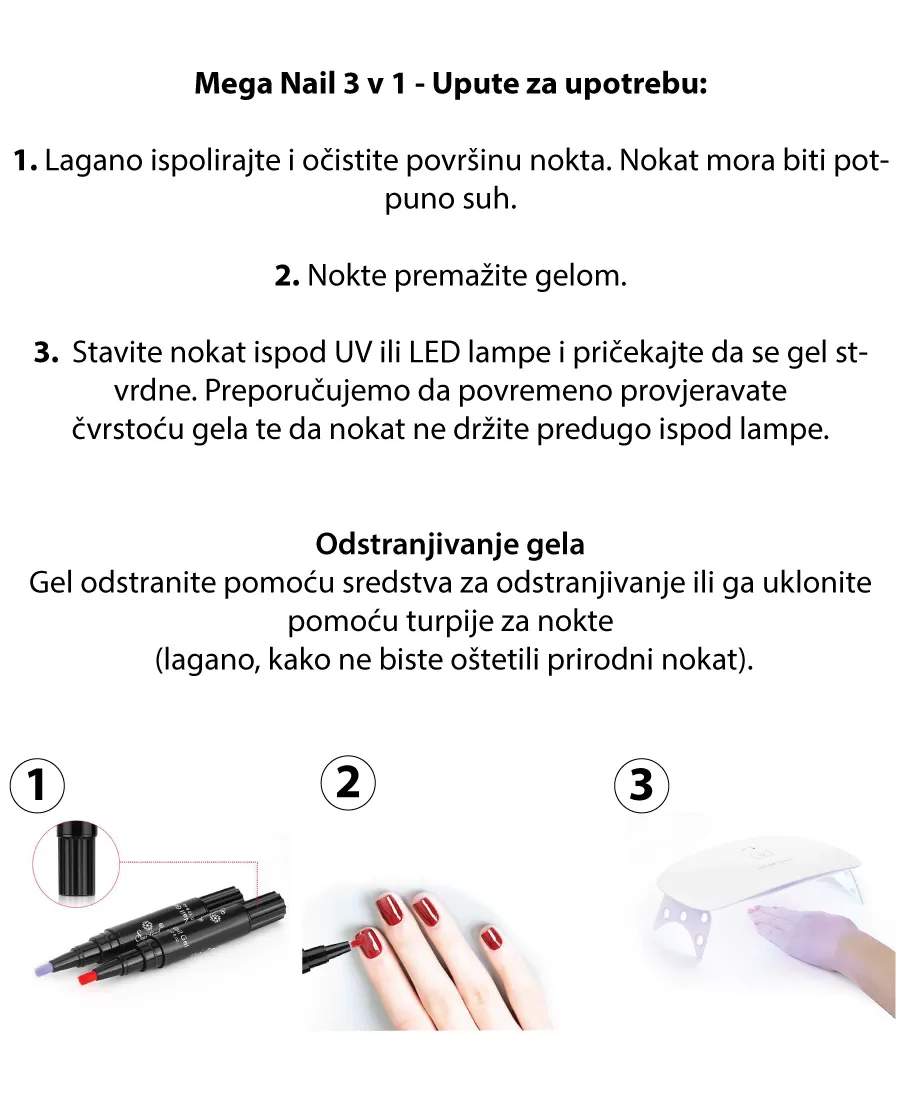 Mega Nail 3 v 1 - Upute za upotrebu:
1. Lagano ispolirajte i očistite površinu nokta. Nokat mora biti pot-
puno suh.
2. Nokte premažite gelom.
3. Stavite nokat ispod UV ili LED lampe i pričekajte da se gel st-
vrdne. Preporučujemo da povremeno provjeravate
čvrstoću gela te da nokat ne držite predugo ispod lampe.
Odstranjivanje gela
Gel odstranite pomoću sredstva za odstranjivanje ili ga uklonite
pomoću turpije za nokte
(lagano, kako ne biste oštetili prirodni nokat).
1
2
3